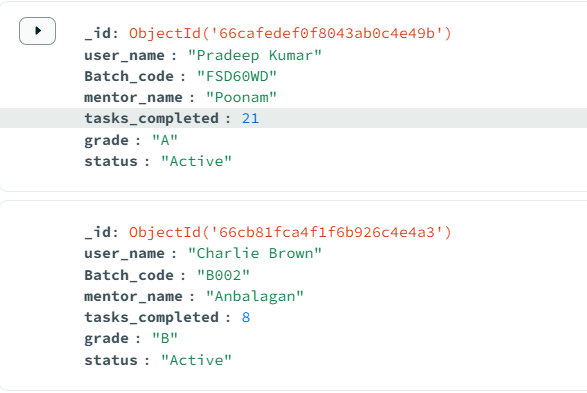 _id: ObjectId('66cafedef0f8043ab0c4e49b')
user_name : "Pradeep Kumar"
Batch_code : "FSD60WD"
mentor_name : "Poonam"
tasks_completed : 21
grade : "A"
status : "Active"
_id: ObjectId('66cb81fca4f1f6b926c4e4a3')
user_name : "Charlie Brown"
Batch_code : "B002"
mentor_name : "Anbalagan"
tasks_completed : 8
grade : "B"
status : "Active"